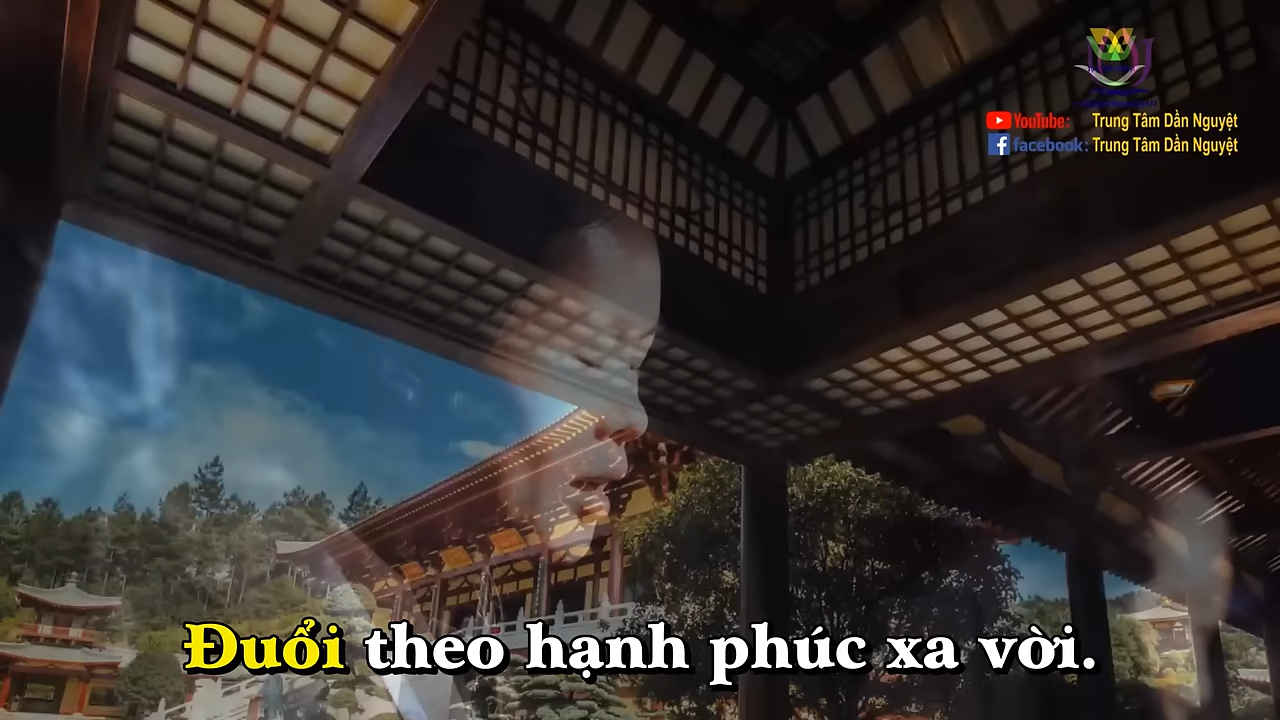 YouTube: Trung Tâm Dần Nguyệt
facebook: Trung Tâm Dần Nguyệt
Đuổi theo hạnh phúc xa vời.